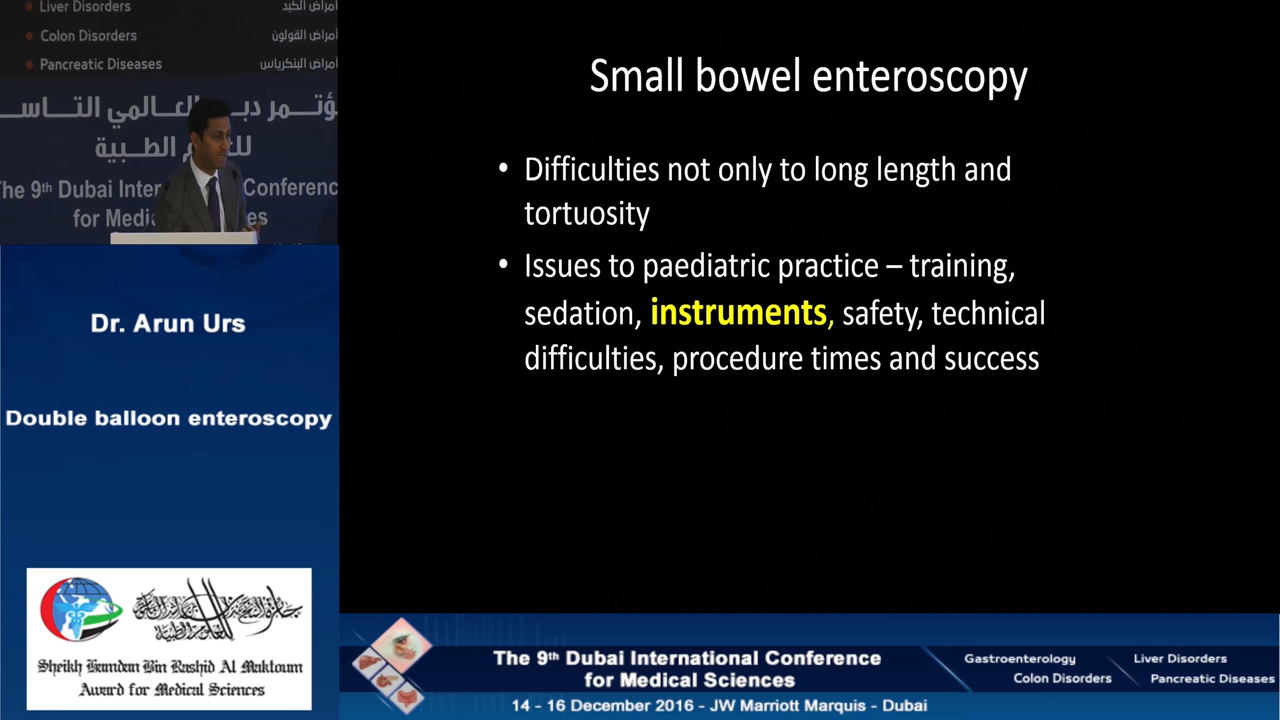 Liver Disorders
أمراض الكبد
Colon Disorders
أمراض القولون
Pancreatic Diseases
أمراض البنكرياس
The 9th Dubai Inter
Conferenc
for Medic
es
Dr. Arun Urs
Double balloon enteroscopy
Sheikh Hamdan Bin Rashid Al Maktoum
Award for Medical Sciences
Small bowel enteroscopy
• Difficulties not only to long length and
tortuosity
• Issues to paediatric practice – training,
sedation, instruments, safety, technical
difficulties, procedure times and success
The 9th Dubai International Conference
for Medical Sciences
Gastroenterology
Liver Disorders
Colon Disorders
Pancreatic Diseases
14 - 16 December 2016 - JW Marriott Marquis - Dubai